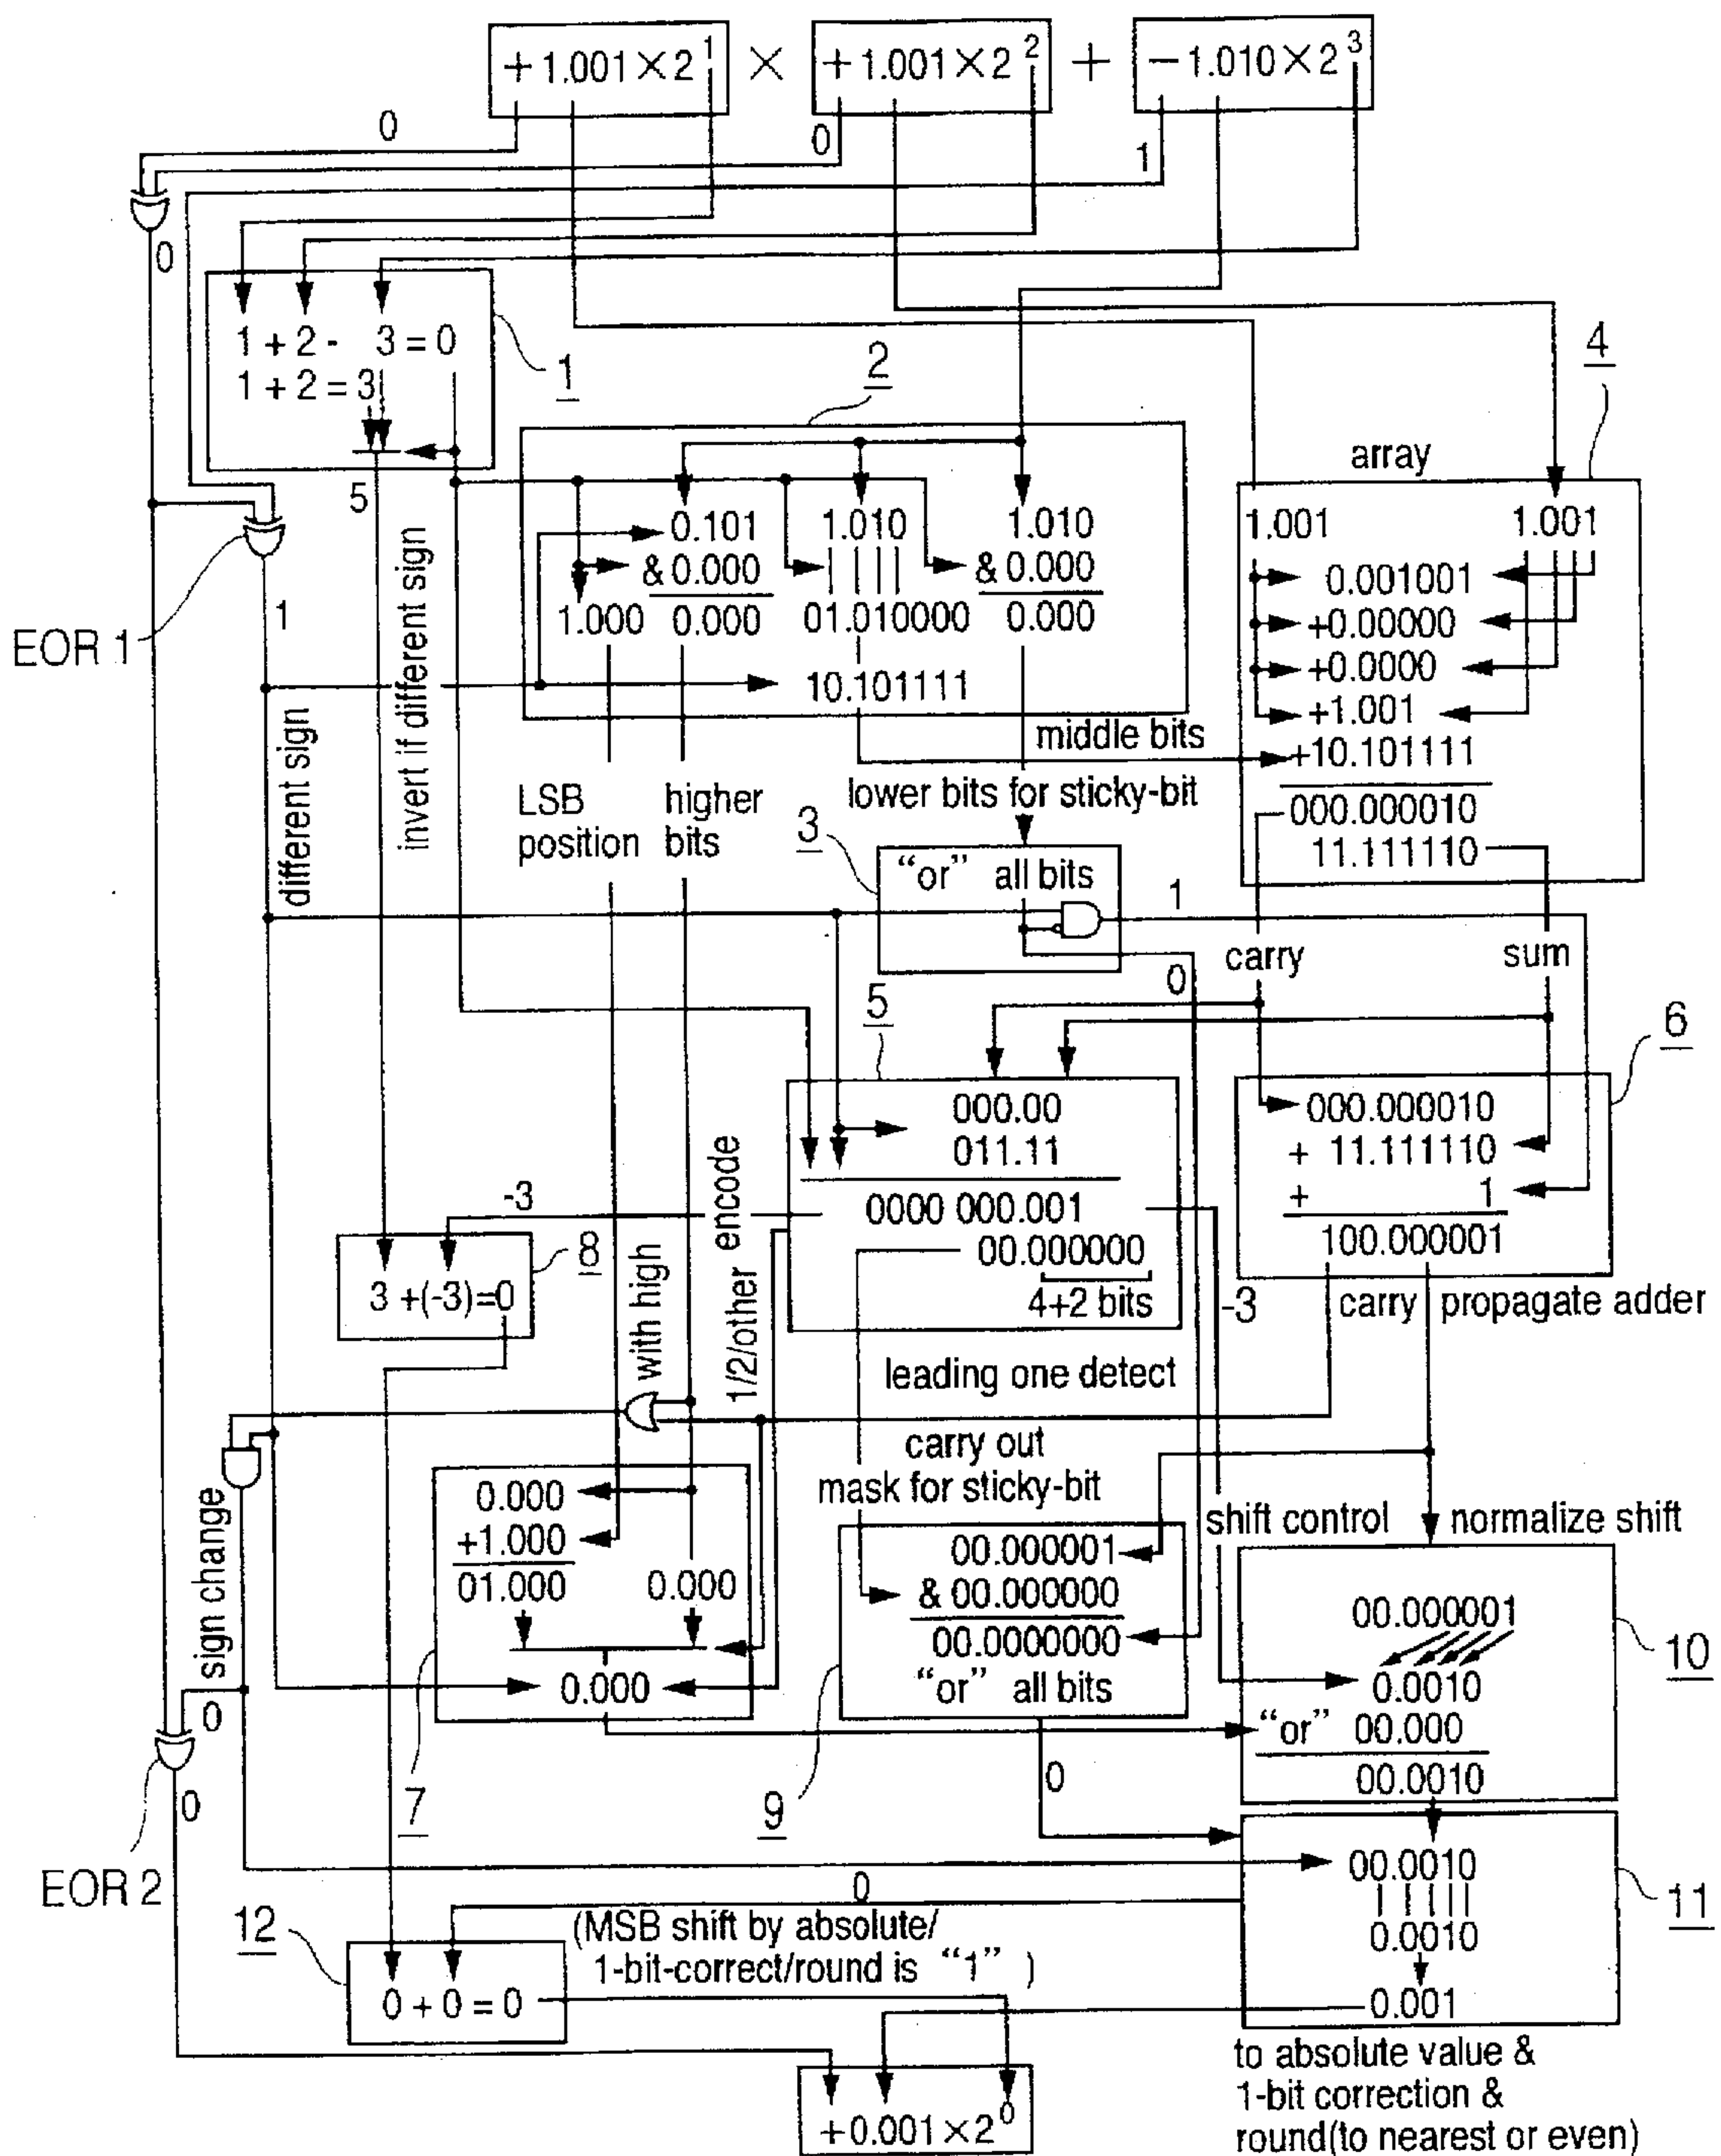 + 1.001 × 2¹ × + 1.001 × 2² + − 1.010 × 2³
0
0
1
0
1 + 2 - 3 = 0
1 + 2 = 3
1
5
2
4
array
1.001 1.001
0.001001
+0.00000
+0.0000
+1.001
+10.101111
000.000010
11.111110
0.101 1.010 1.010
& 0.000 & 0.000
1.000 0.000 01.010000 0.000
10.101111
EOR 1
1
different sign
invert if different sign
middle bits
LSB position
higher bits
lower bits for sticky-bit
3
"or" all bits
1
0
carry
sum
5
000.00
011.11
0000 000.001
00.000000
4+2 bits
6
000.000010
+ 11.111110
+ 1
100.000001
-3
-3
8
3 +(-3)=0
with high
1/2/other encode
carry propagate adder
leading one detect
carry out
mask for sticky-bit
shift control
normalize shift
sign change
0
0.000
+1.000
01.000 0.000
0.000
7
00.000001
& 00.000000
00.0000000
"or" all bits
9
0
00.000001
0.0010
"or" 00.000
00.0010
10
0
EOR 2
00.0010
0.0010
0.001
11
0
(MSB shift by absolute/
1-bit-correct/round is "1" )
12
0 + 0 = 0
to absolute value &
1-bit correction &
round(to nearest or even)
+0.001 × 2⁰